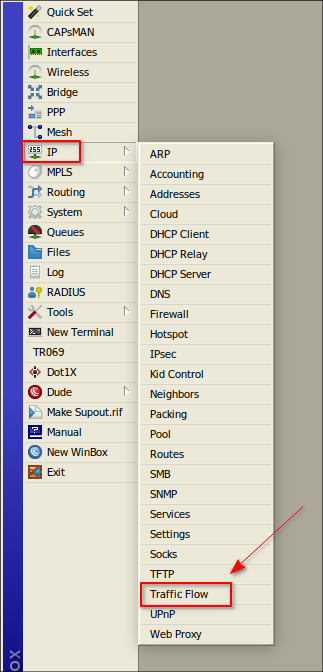 Quick Set
CAPsMAN
Interfaces
Wireless
Bridge
PPP
Mesh
255
IP
MPLS
Routing
System
Queues
Files
Log
RADIUS
Tools
New Terminal
TR069
Dot1X
Dude
Make Supout.rif
Manual
New WinBox
Exit
ARP
Accounting
Addresses
Cloud
DHCP Client
DHCP Relay
DHCP Server
DNS
Firewall
Hotspot
IPsec
Kid Control
Neighbors
Packing
Pool
Routes
SMB
SNMP
Services
Settings
Socks
TFTP
Traffic Flow
UPnP
Web Proxy
OX